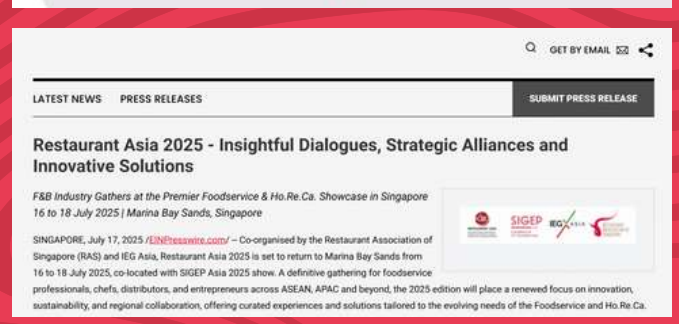 GET BY EMAIL
LATEST NEWS PRESS RELEASES SUBMIT PRESS RELEASE
Restaurant Asia 2025 - Insightful Dialogues, Strategic Alliances and
Innovative Solutions
F&B Industry Gathers at the Premier Foodservice & Ho.Re.Ca. Showcase in Singapore
16 to 18 July 2025 | Marina Bay Sands, Singapore
SIGEP IEG ASIA
SINGAPORE, July 17, 2025 /EINPresswire.com/ -- Co-organised by the Restaurant Association of
Singapore (RAS) and IEG Asia, Restaurant Asia 2025 is set to return to Marina Bay Sands from
16 to 18 July 2025, co-located with SIGEP Asia 2025 show. A definitive gathering for foodservice
professionals, chefs, distributors, and entrepreneurs across ASEAN, APAC and beyond, the 2025 edition will place a renewed focus on innovation,
sustainability, and regional collaboration, offering curated experiences and solutions tailored to the evolving needs of the Foodservice and Ho.Re.Ca.